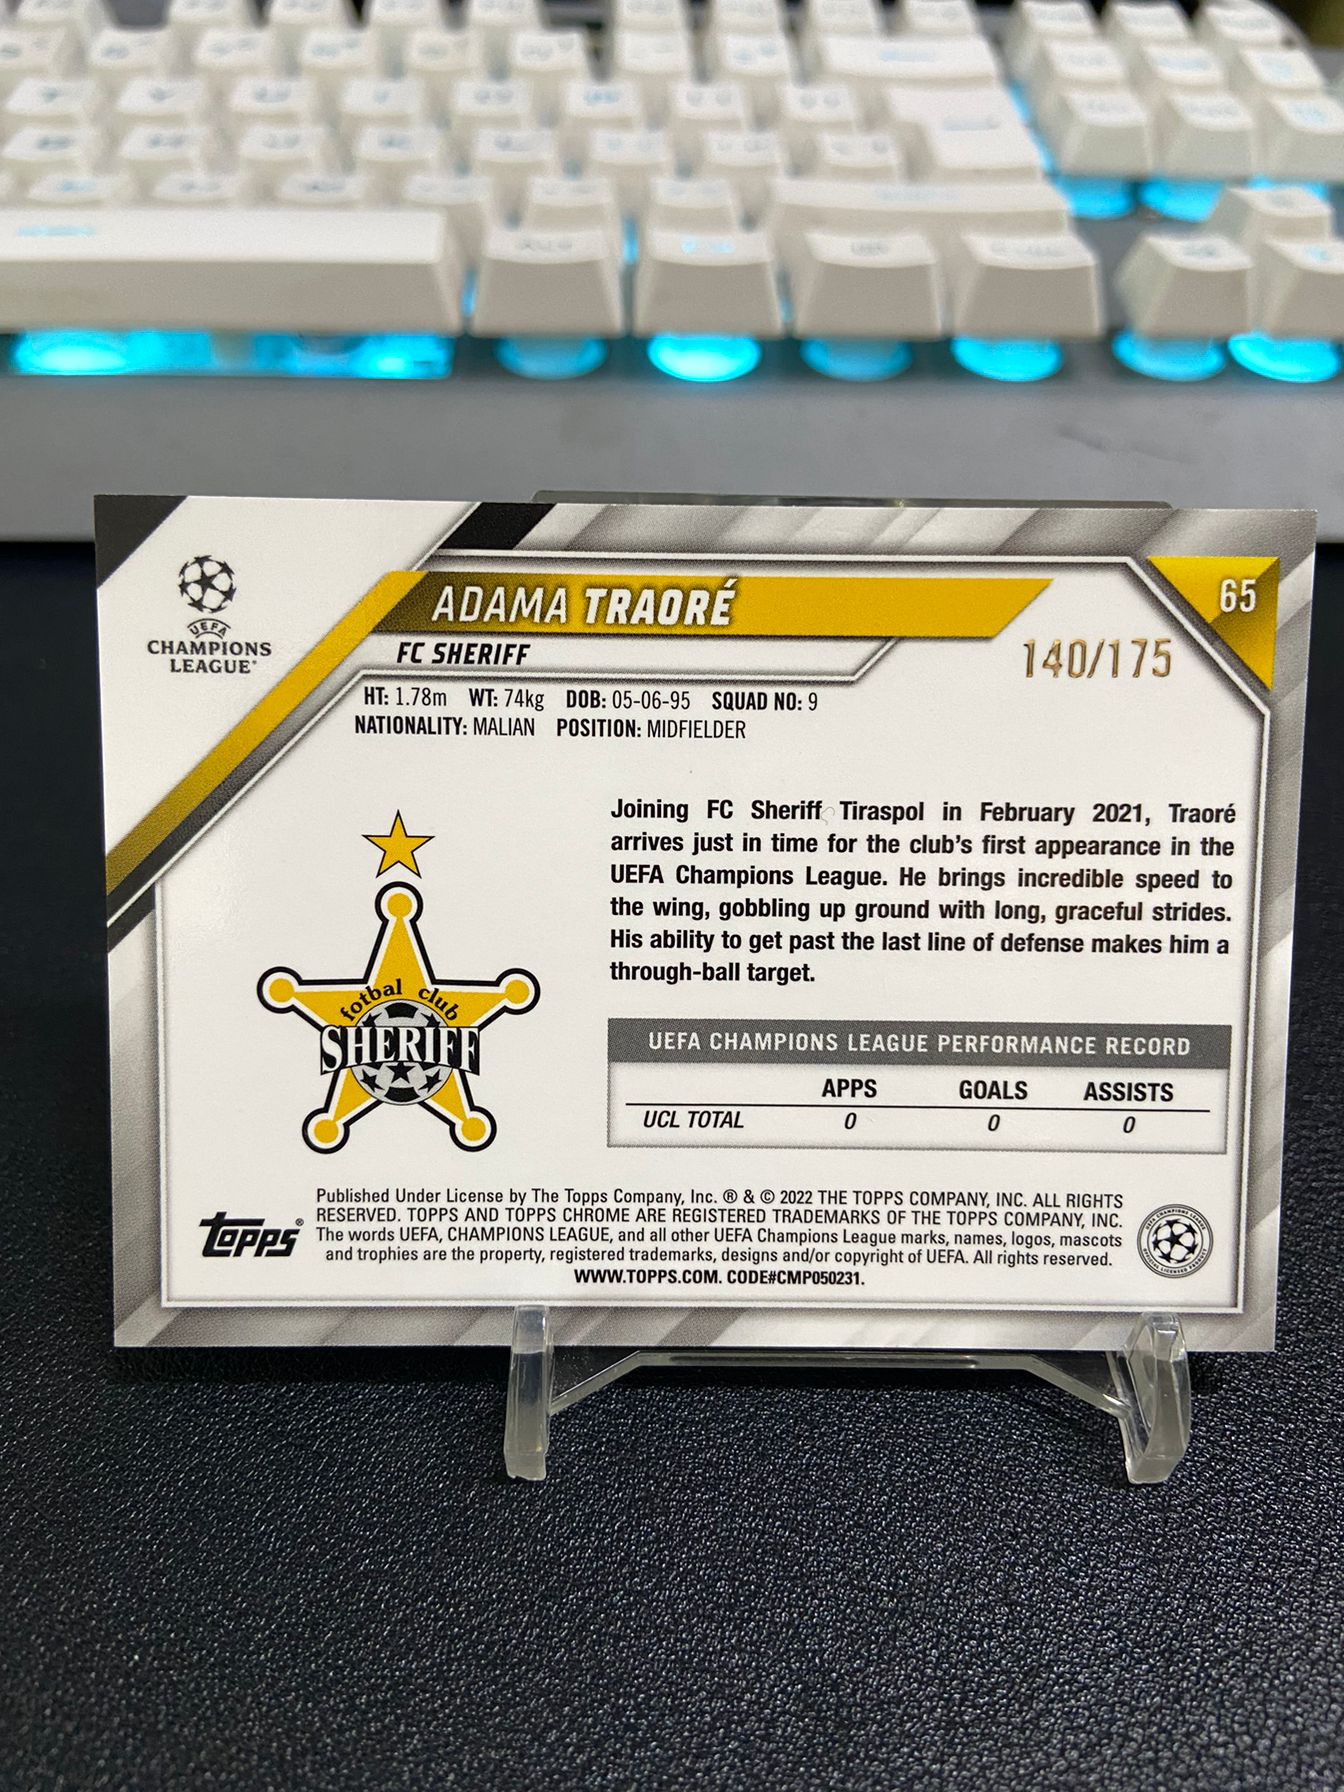 UEFA
CHAMPIONS
LEAGUE
ADAMA TRAORÉ
65
FC SHERIFF
140/175
HT: 1.78m WT: 74kg DOB: 05-06-95 SQUAD NO: 9
NATIONALITY: MALIAN POSITION: MIDFIELDER
Joining FC Sheriff Tiraspol in February 2021, Traoré
arrives just in time for the club's first appearance in the
UEFA Champions League. He brings incredible speed to
the wing, gobbling up ground with long, graceful strides.
His ability to get past the last line of defense makes him a
through-ball target.
fotbal club
SHERIFF
UEFA CHAMPIONS LEAGUE PERFORMANCE RECORD
APPS GOALS ASSISTS
UCL TOTAL 0 0 0
topps®
Published Under License by The Topps Company, Inc. ® & © 2022 THE TOPPS COMPANY, INC. ALL RIGHTS
RESERVED. TOPPS AND TOPPS CHROME ARE REGISTERED TRADEMARKS OF THE TOPPS COMPANY, INC.
The words UEFA, CHAMPIONS LEAGUE, and all other UEFA Champions League marks, names, logos, mascots
and trophies are the property, registered trademarks, designs and/or copyright of UEFA. All rights reserved.
WWW.TOPPS.COM. CODE#CMP050231.